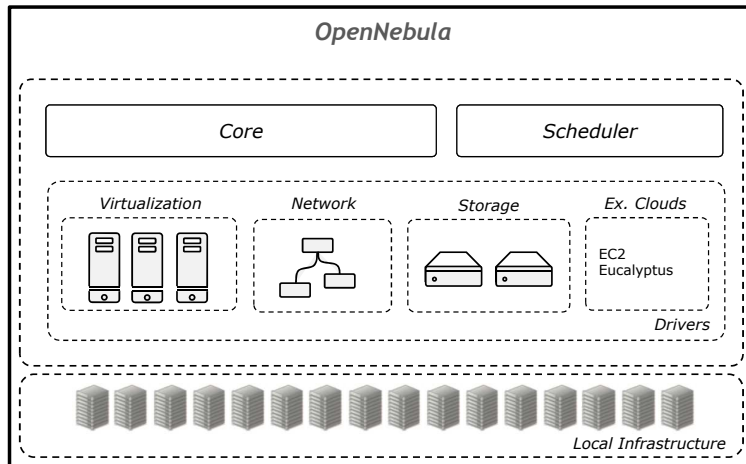 OpenNebula
Core
Scheduler
Virtualization
Network
Storage
Ex. Clouds
EC2
Eucalyptus
Drivers
Local Infrastructure